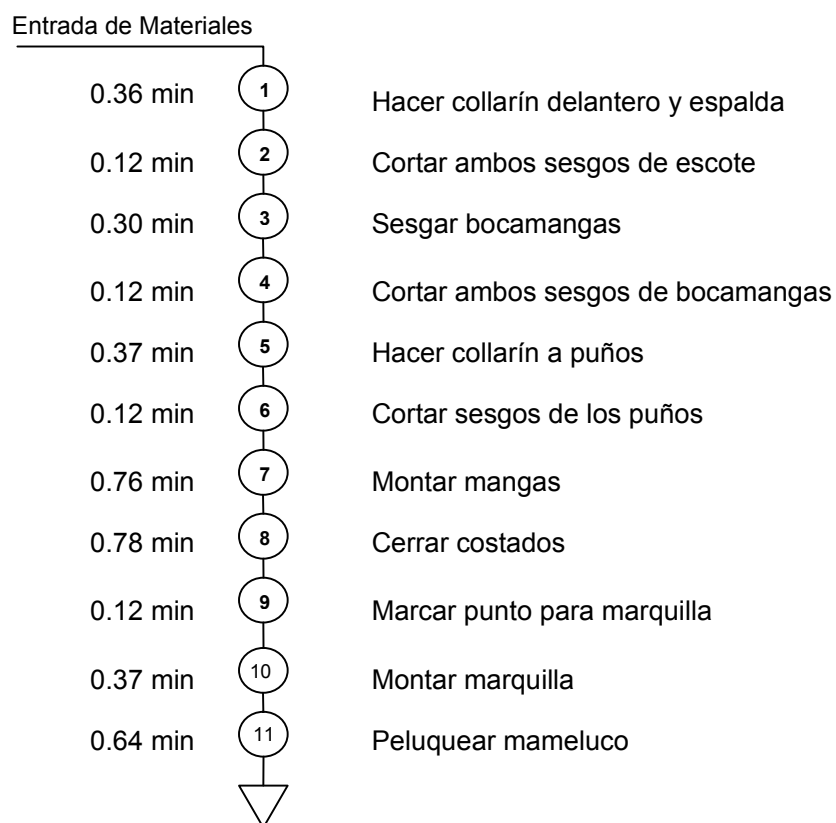 Entrada de Materiales
0.36 min 1 Hacer collarín delantero y espalda
0.12 min 2 Cortar ambos sesgos de escote
0.30 min 3 Sesgar bocamangas
0.12 min 4 Cortar ambos sesgos de bocamangas
0.37 min 5 Hacer collarín a puños
0.12 min 6 Cortar sesgos de los puños
0.76 min 7 Montar mangas
0.78 min 8 Cerrar costados
0.12 min 9 Marcar punto para marquilla
0.37 min 10 Montar marquilla
0.64 min 11 Peluquear mameluco